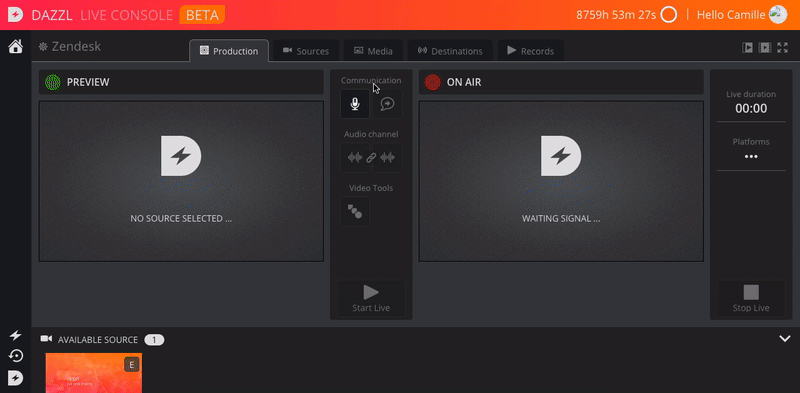 DAZZL LIVE CONSOLE BETA
8759h 53m 27s
Hello Camille
Zendesk
Production
Sources
Media
Destinations
Records
PREVIEW
Communication
ON AIR
Live duration
00:00
Audio channel
Platforms
...
Video Tools
NO SOURCE SELECTED ...
WAITING SIGNAL ...
Start Live
Stop Live
AVAILABLE SOURCE 1
E